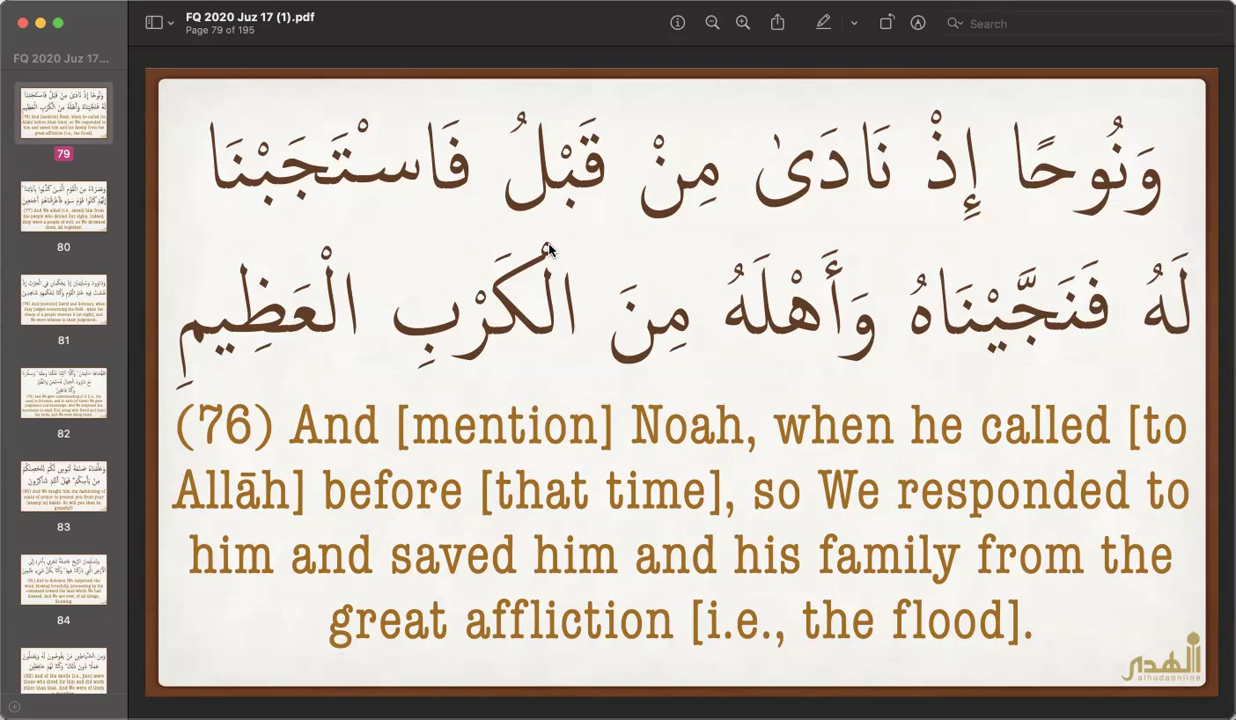 FQ 2020 Juz 17 (1).pdf
Page 79 of 195
Search
FQ 2020 Juz 17...
79
80
81
82
83
84
وَنُوحًا إِذْ نَادَىٰ مِنْ قَبْلُ فَاسْتَجَبْنَا
لَهُ فَنَجَّيْنَاهُ وَأَهْلَهُ مِنَ الْكَرْبِ الْعَظِيمِ
(76) And [mention] Noah, when he called [to
Allāh] before [that time], so We responded to
him and saved him and his family from the
great affliction [i.e., the flood].
الهدى
alhudaonline